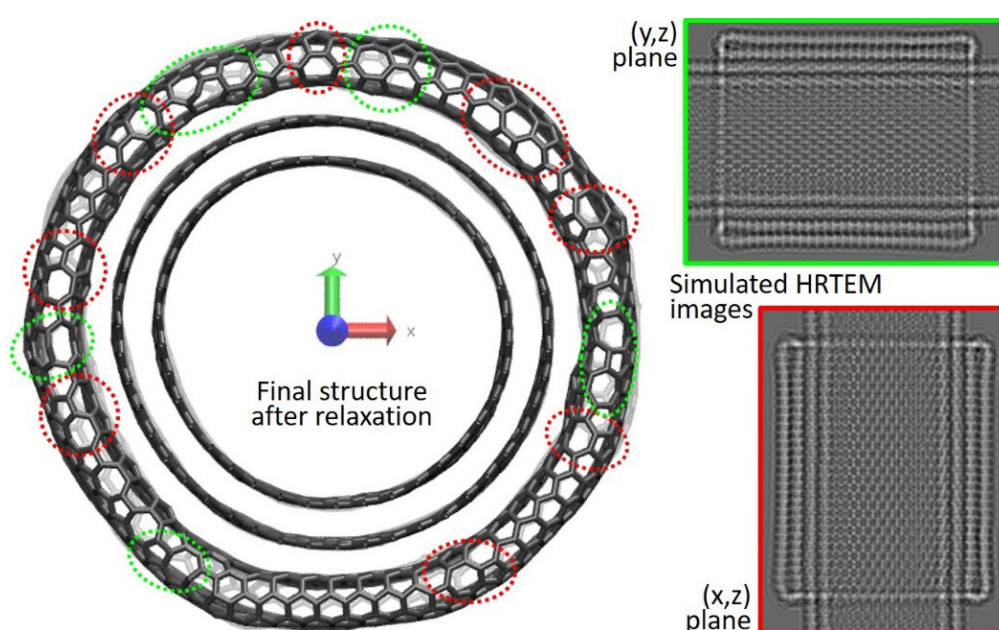 (y,z)
plane
y
x
Final structure
after relaxation
Simulated HRTEM
images
(x,z)
plane